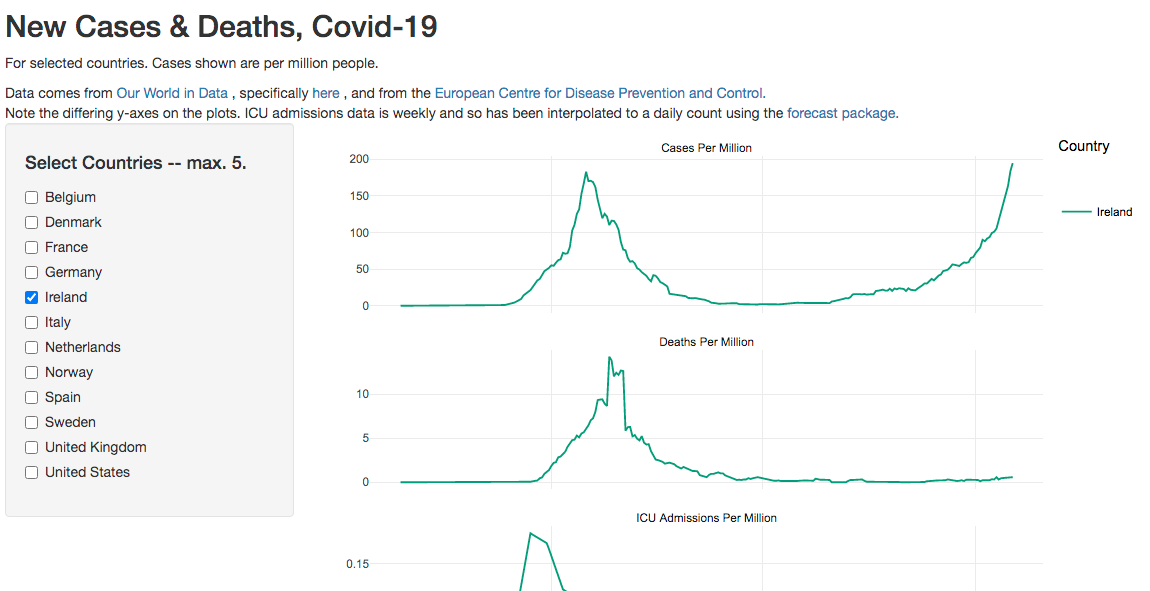 New Cases & Deaths, Covid-19
For selected countries. Cases shown are per million people.
Data comes from Our World in Data , specifically here , and from the European Centre for Disease Prevention and Control.
Note the differing y-axes on the plots. ICU admissions data is weekly and so has been interpolated to a daily count using the forecast package.
Select Countries -- max. 5.
Belgium
Denmark
France
Germany
Ireland
Italy
Netherlands
Norway
Spain
Sweden
United Kingdom
United States
Cases Per Million
200
150
100
50
0
Deaths Per Million
10
5
0
ICU Admissions Per Million
0.15
Country
Ireland